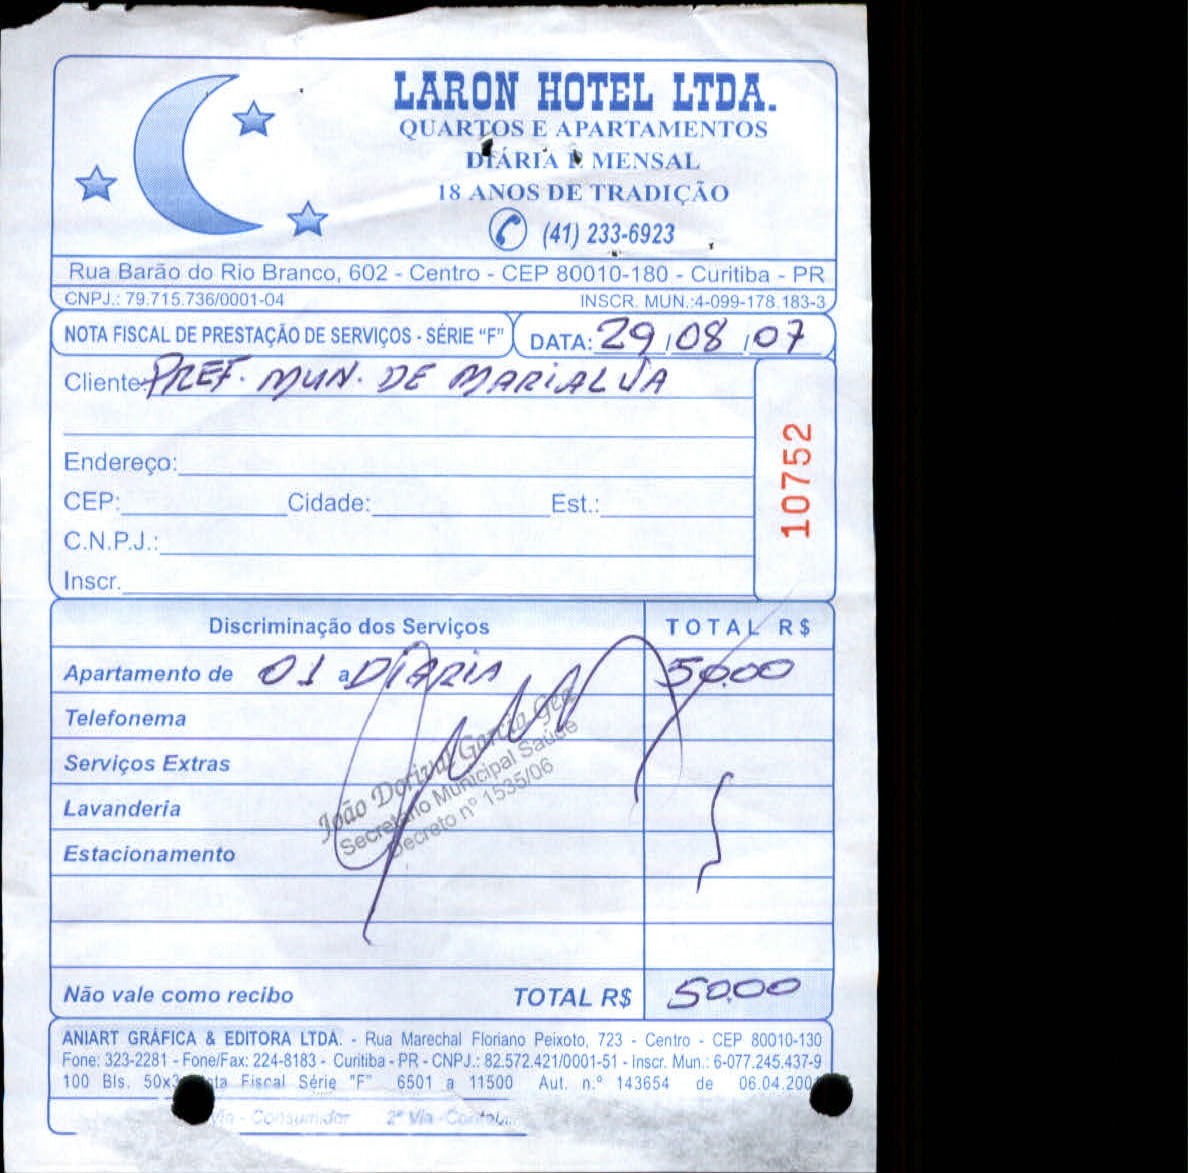 LARON HOTEL LTDA.
QUARTOS E APARTAMENTOS
DIÁRIA E MENSAL
18 ANOS DE TRADIÇÃO
(41) 233-6923
Rua Barão do Rio Branco, 602 - Centro - CEP 80010-180 - Curitiba - PR
CNPJ.: 79.715.736/0001-04 INSCR. MUN.:4-099-178.183-3
NOTA FISCAL DE PRESTAÇÃO DE SERVIÇOS - SÉRIE "F" DATA: 29/08/07
Cliente PREF. MUN. DE MARIALVA
10752
Endereço:
CEP: Cidade: Est.:
C.N.P.J.:
Inscr.
Discriminação dos Serviços TOTAL R$
Apartamento de 01 a DIARIA 50.00
Telefonema
Serviços Extras
Lavanderia
Estacionamento
João Dorival Garcia
Secretário Municipal Saúde
Decreto nº 1535/06
Não vale como recibo TOTAL R$ 50.00
ANIART GRÁFICA & EDITORA LTDA. - Rua Marechal Floriano Peixoto, 723 - Centro - CEP 80010-130
Fone: 323-2281 - Fone/Fax: 224-8183 - Curitiba - PR - CNPJ.: 82.572.421/0001-51 - Inscr. Mun.: 6-077.245.437-9
100 Bls. Fiscal Série "F" 6501 a 11500 Aut. n.º 143654 de
Via - Consumidor 2ª Via